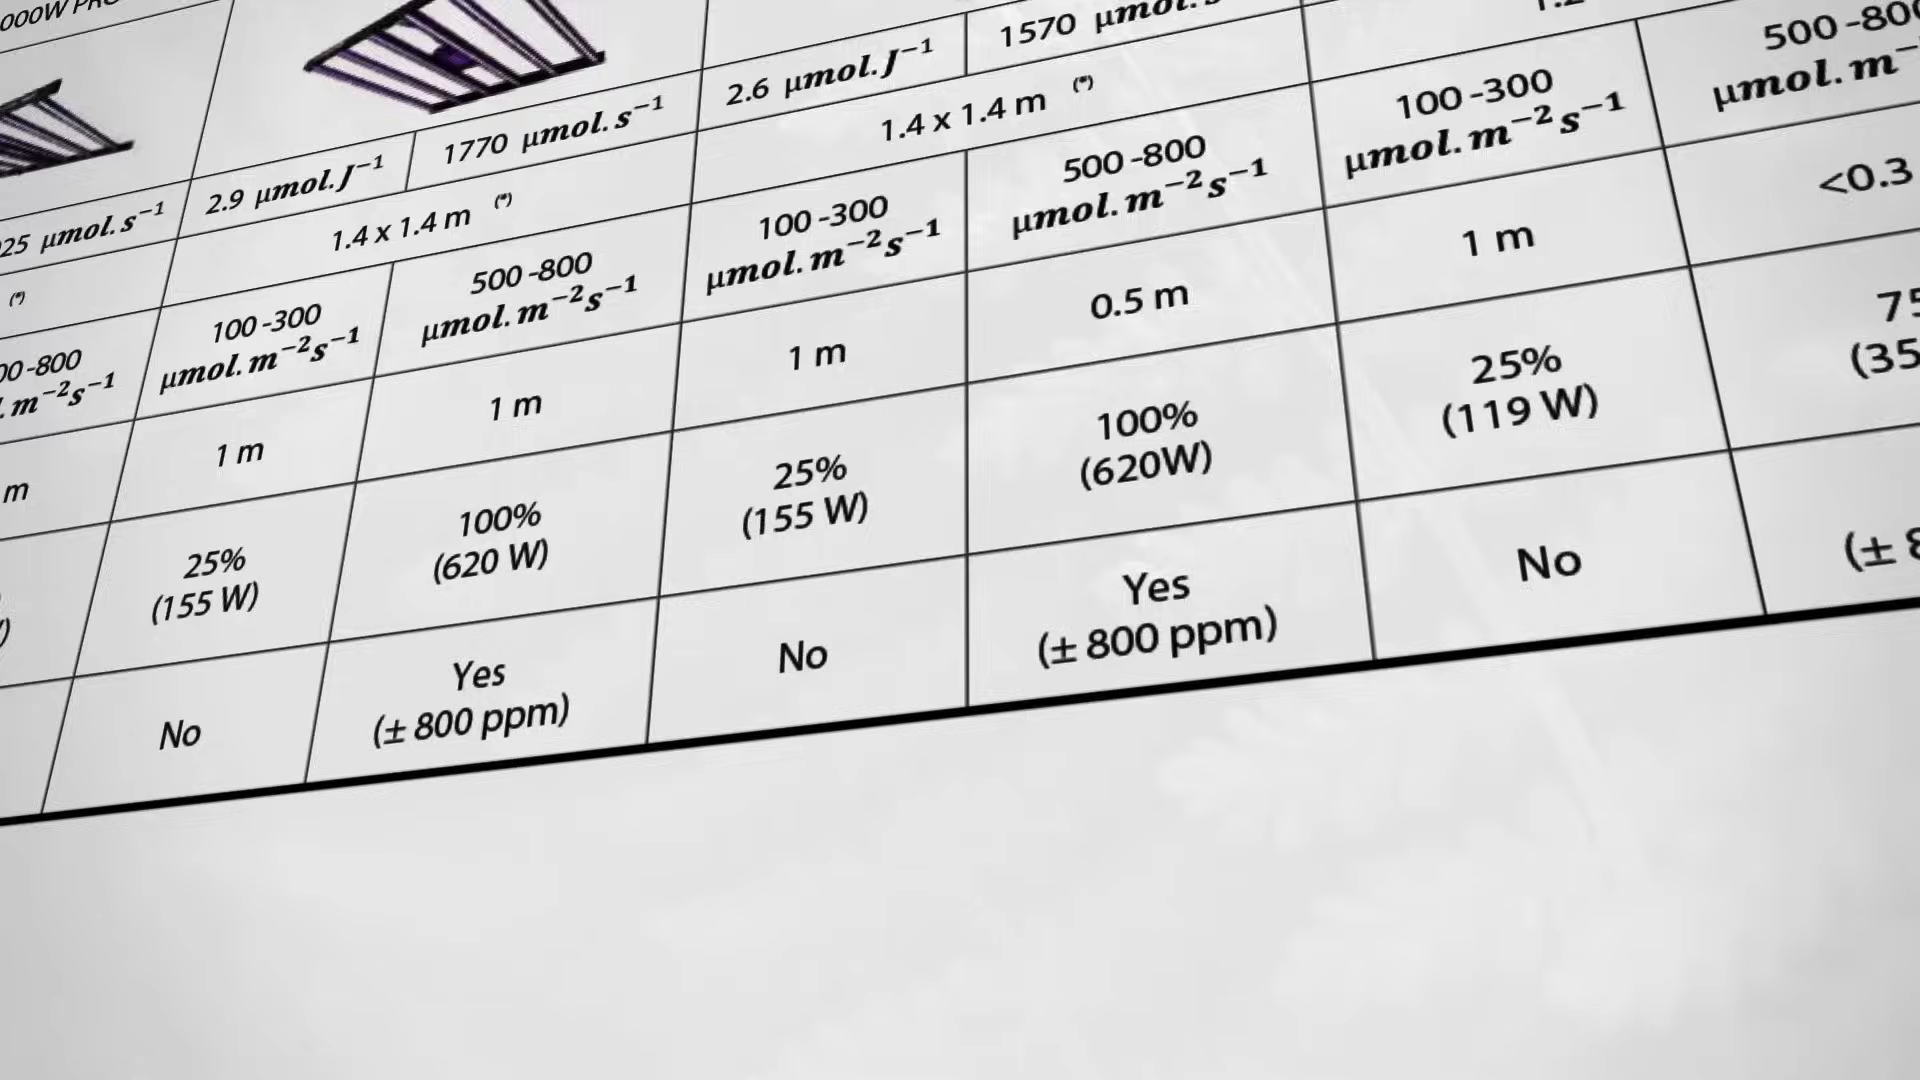 000W
25 μmol.s⁻¹
2.9 μmol.J⁻¹
1770 μmol.s⁻¹
2.6 μmol.J⁻¹
1570 μmol.
(*)
1.4 x 1.4 m (*)
1.4 x 1.4 m (*)
00-800
.m⁻²s⁻¹
100-300
μmol.m⁻²s⁻¹
500-800
μmol.m⁻²s⁻¹
100-300
μmol.m⁻²s⁻¹
500-800
μmol.m⁻²s⁻¹
100-300
μmol.m⁻²s⁻¹
500-80
μmol.m⁻
m
1 m
1 m
1 m
0.5 m
1 m
<0.3
25%
(155 W)
100%
(620 W)
25%
(155 W)
100%
(620W)
25%
(119 W)
75
(35
No
Yes
(± 800 ppm)
No
Yes
(± 800 ppm)
No
(±